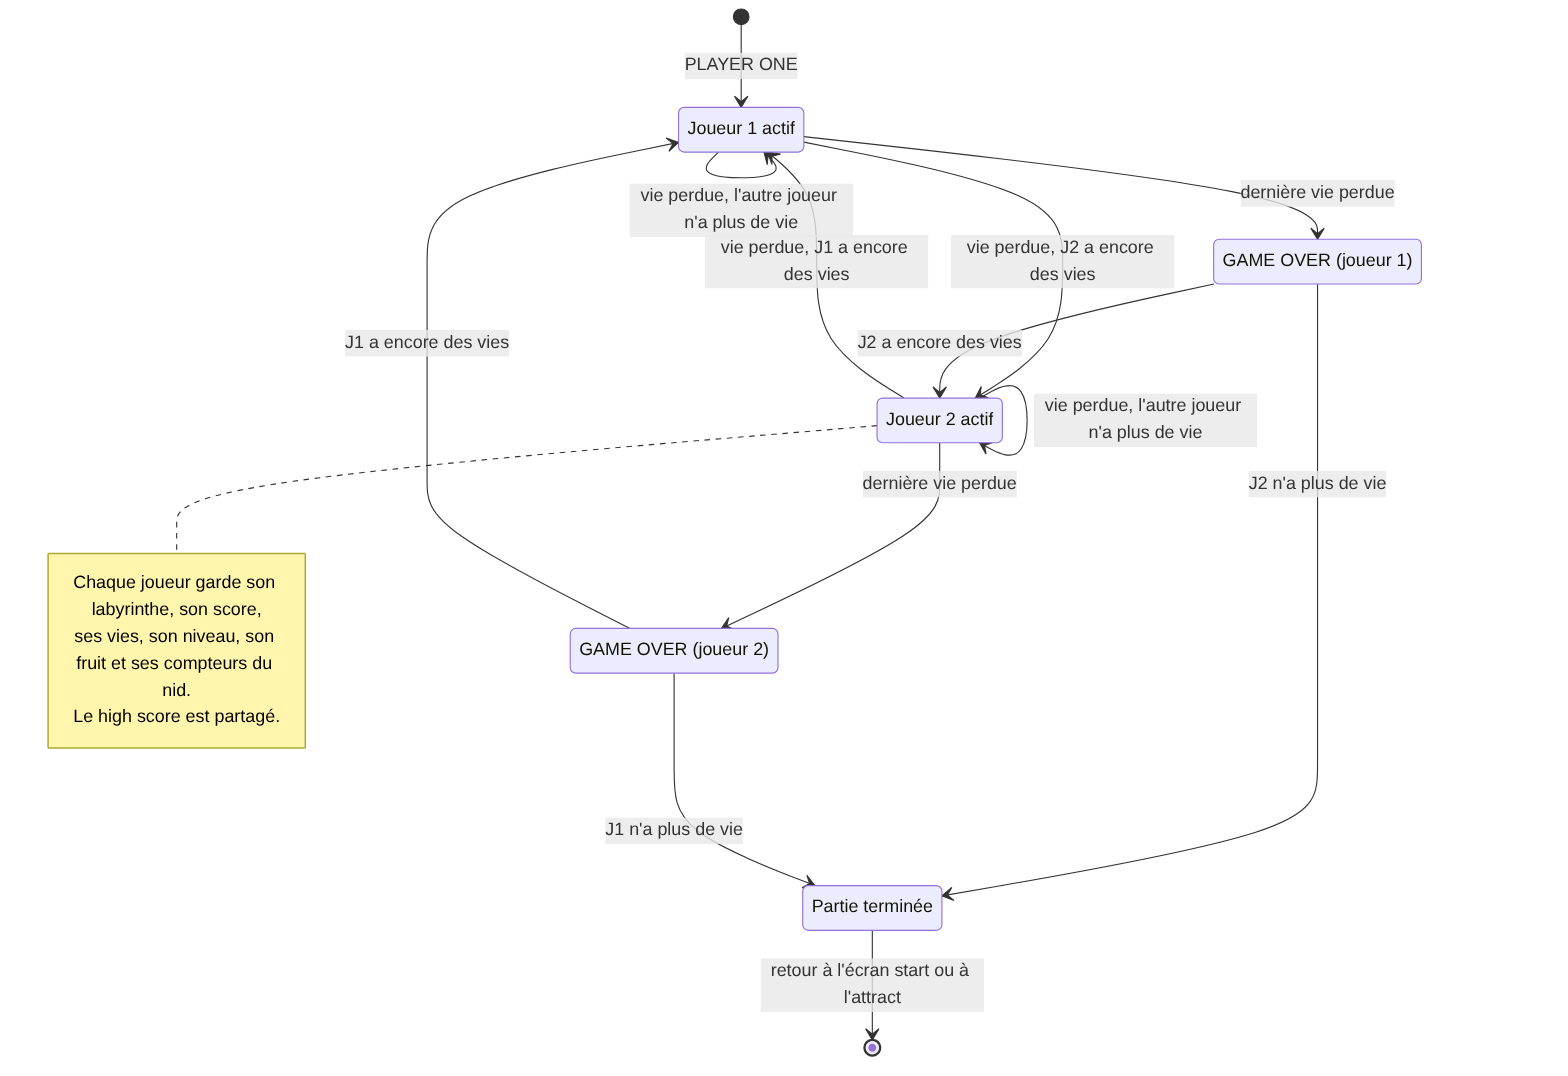 PLAYER ONE
Joueur 1 actif
vie perdue, l'autre joueur
n'a plus de vie
dernière vie perdue
vie perdue, J1 a encore
des vies
vie perdue, J2 a encore
des vies
GAME OVER (joueur 1)
J1 a encore des vies
J2 a encore des vies
Joueur 2 actif
vie perdue, l'autre joueur
n'a plus de vie
dernière vie perdue
J2 n'a plus de vie
Chaque joueur garde son
labyrinthe, son score,
ses vies, son niveau, son
fruit et ses compteurs du
nid.
Le high score est partagé.
GAME OVER (joueur 2)
J1 n'a plus de vie
Partie terminée
retour à l'écran start ou à
l'attract